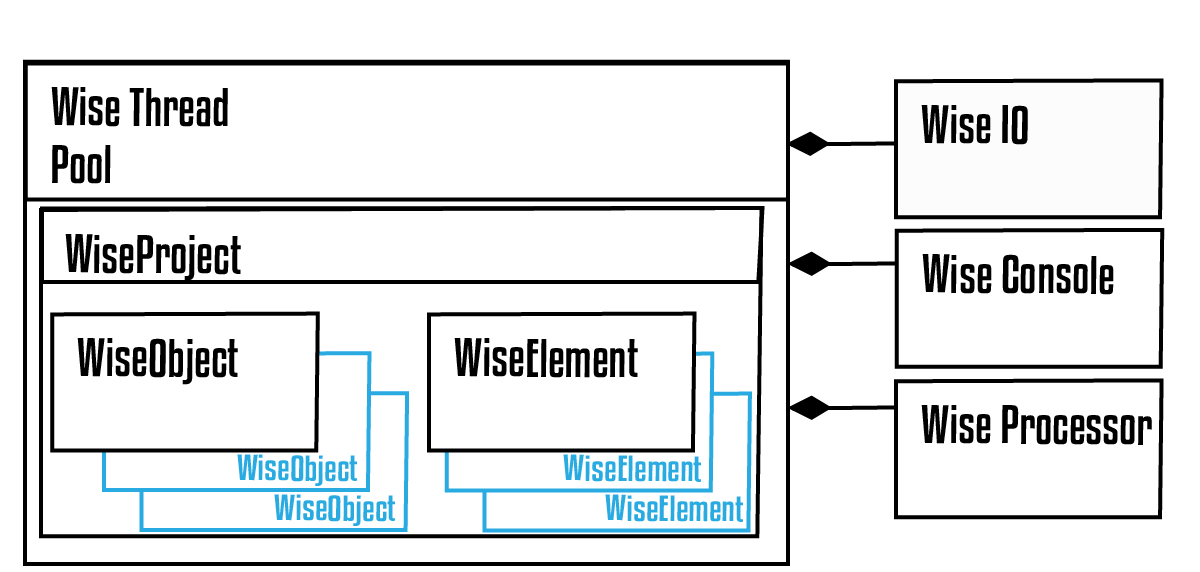 Wise Thread
Pool
WiseProject
WiseObject
WiseObject
WiseObject
WiseElement
WiseElement
WiseElement
Wise IO
Wise Console
Wise Processor